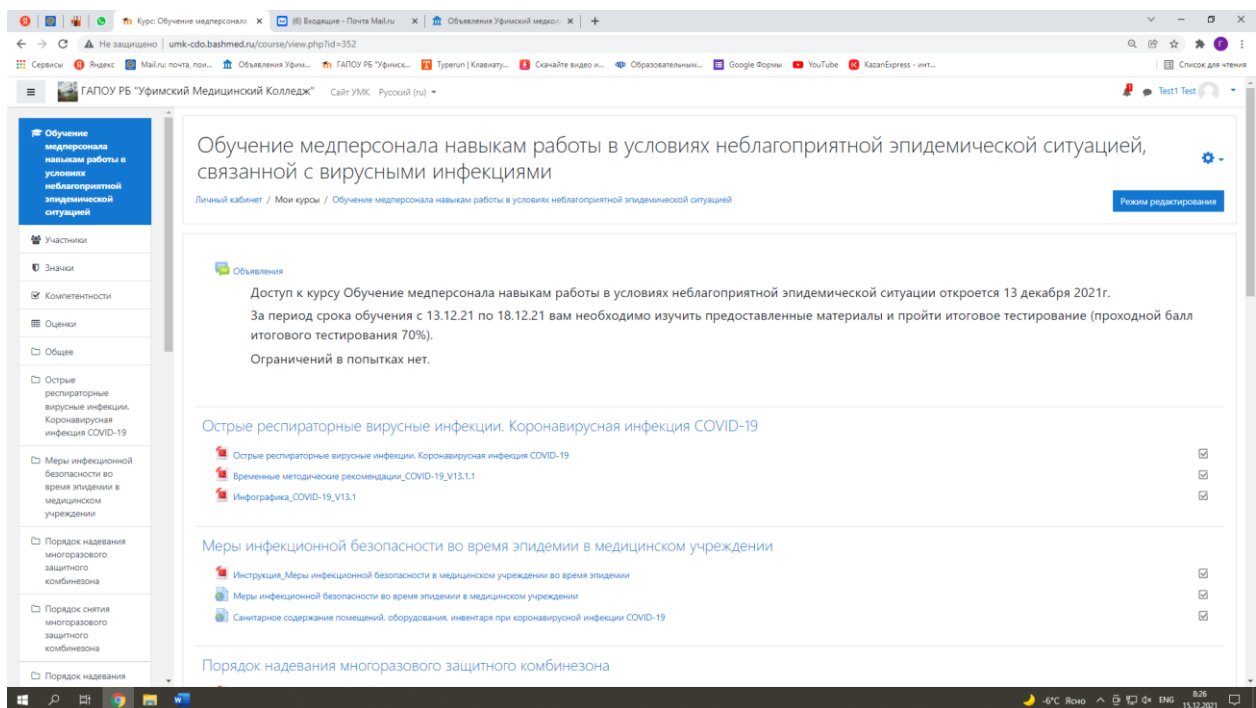 Курс: Обучение медперсонала
(6) Входящие - Почта Mail.ru
Объявления Уфимский медкол
Не защищено | umk-cdo.bashmed.ru/course/view.php?id=352
Сервисы
Яндекс
Mail.ru: почта, пои...
Объявления Уфим...
ГАПОУ РБ "Уфимск...
Typerun | Клавиату...
Скачайте видео и...
Образовательным...
Google Формы
YouTube
KazanExpress - инт...
Список для чтения
ГАПОУ РБ "Уфимский Медицинский Колледж"
Сайт УМК
Русский (ru)
Test1 Test
Обучение
медперсонала
навыкам работы в
условиях
неблагоприятной
эпидемической
ситуацией
Участники
Значки
Компетентности
Оценки
Общее
Острые
респираторные
вирусные инфекции.
Коронавирусная
инфекция COVID-19
Меры инфекционной
безопасности во
время эпидемии в
медицинском
учреждении
Порядок надевания
многоразового
защитного
комбинезона
Порядок снятия
многоразового
защитного
комбинезона
Порядок надевания
Обучение медперсонала навыкам работы в условиях неблагоприятной эпидемической ситуацией,
связанной с вирусными инфекциями
Личный кабинет / Мои курсы / Обучение медперсонала навыкам работы в условиях неблагоприятной эпидемической ситуацией
Режим редактирования
Объявления
Доступ к курсу Обучение медперсонала навыкам работы в условиях неблагоприятной эпидемической ситуации откроется 13 декабря 2021г.
За период срока обучения с 13.12.21 по 18.12.21 вам необходимо изучить предоставленные материалы и пройти итоговое тестирование (проходной балл
итогового тестирования 70%).
Ограничений в попытках нет.
Острые респираторные вирусные инфекции. Коронавирусная инфекция COVID-19
Острые респираторные вирусные инфекции. Коронавирусная инфекция COVID-19
Временные методические рекомендации_COVID-19_V13.1.1
Инфографика_COVID-19_V13.1
Меры инфекционной безопасности во время эпидемии в медицинском учреждении
Инструкция_Меры инфекционной безопасности в медицинском учреждении во время эпидемии
Меры инфекционной безопасности во время эпидемии в медицинском учреждении
Санитарное содержание помещений, оборудования, инвентаря при коронавирусной инфекции COVID-19
Порядок надевания многоразового защитного комбинезона
-6°C Ясно
ENG
8:26
15.12.2021